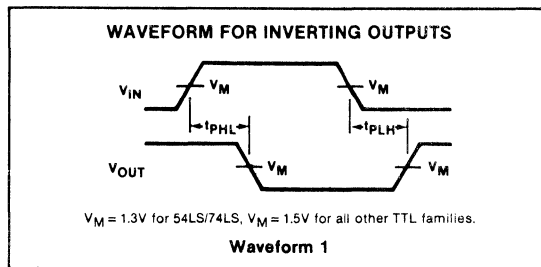 WAVEFORM FOR INVERTING OUTPUTS
VIN
VM
VM
tPHL
tPLH
VOUT
VM
VM
VM = 1.3V for 54LS/74LS, VM = 1.5V for all other TTL families.
Waveform 1